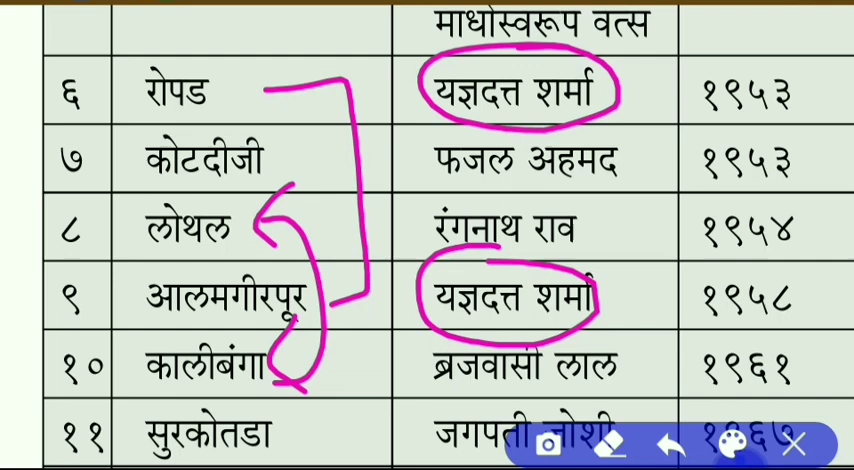 माधोस्वरूप वत्स
६ रोपड यज्ञदत्त शर्मा १९५३
७ कोटदीजी फजल अहमद १९५३
८ लोथल रंगनाथ राव १९५४
९ आलमगीरपूर यज्ञदत्त शर्मा १९५८
१० कालीबंगा ब्रजवासी लाल १९६१
११ सुरकोतडा जगपती जोशी १९६७